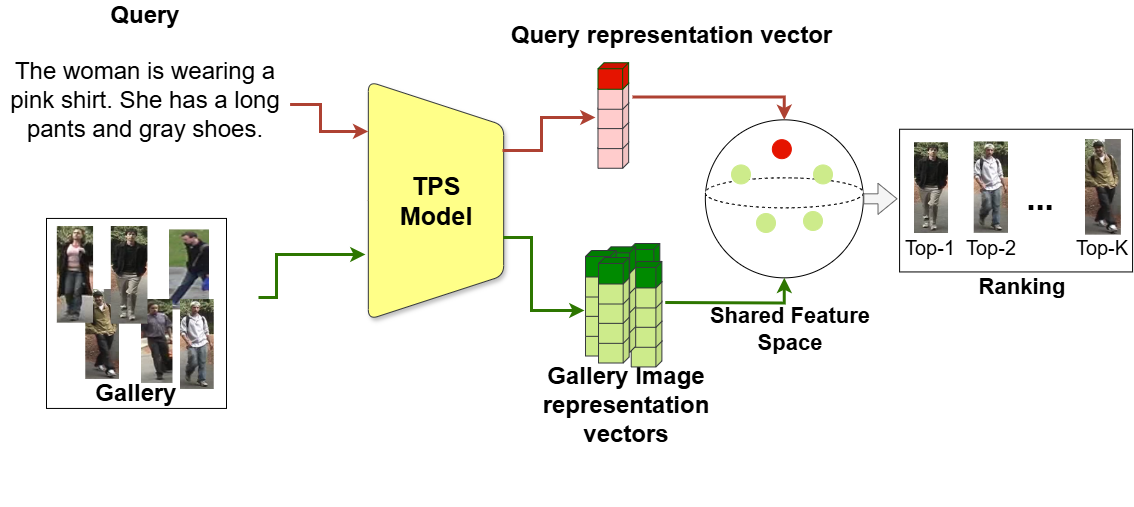 Query
The woman is wearing a
pink shirt. She has a long
pants and gray shoes.
Gallery
TPS
Model
Query representation vector
Gallery Image
representation
vectors
Shared Feature
Space
Top-1
Top-2
...
Top-K
Ranking